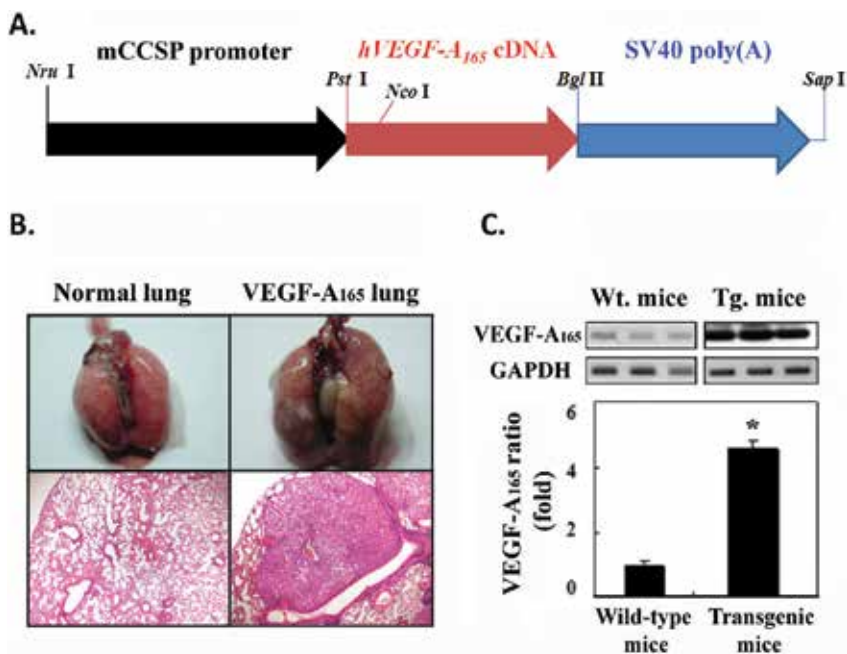 A.
mCCSP promoter
hVEGF-A165 cDNA
SV40 poly(A)
Nru I
Pst I
Nco I
Bgl II
Sap I
B.
Normal lung
VEGF-A165 lung
C.
Wt. mice
Tg. mice
VEGF-A165
GAPDH
VEGF-A165 ratio
(fold)
6
4
2
0
*
Wild-type
mice
Transgenic
mice